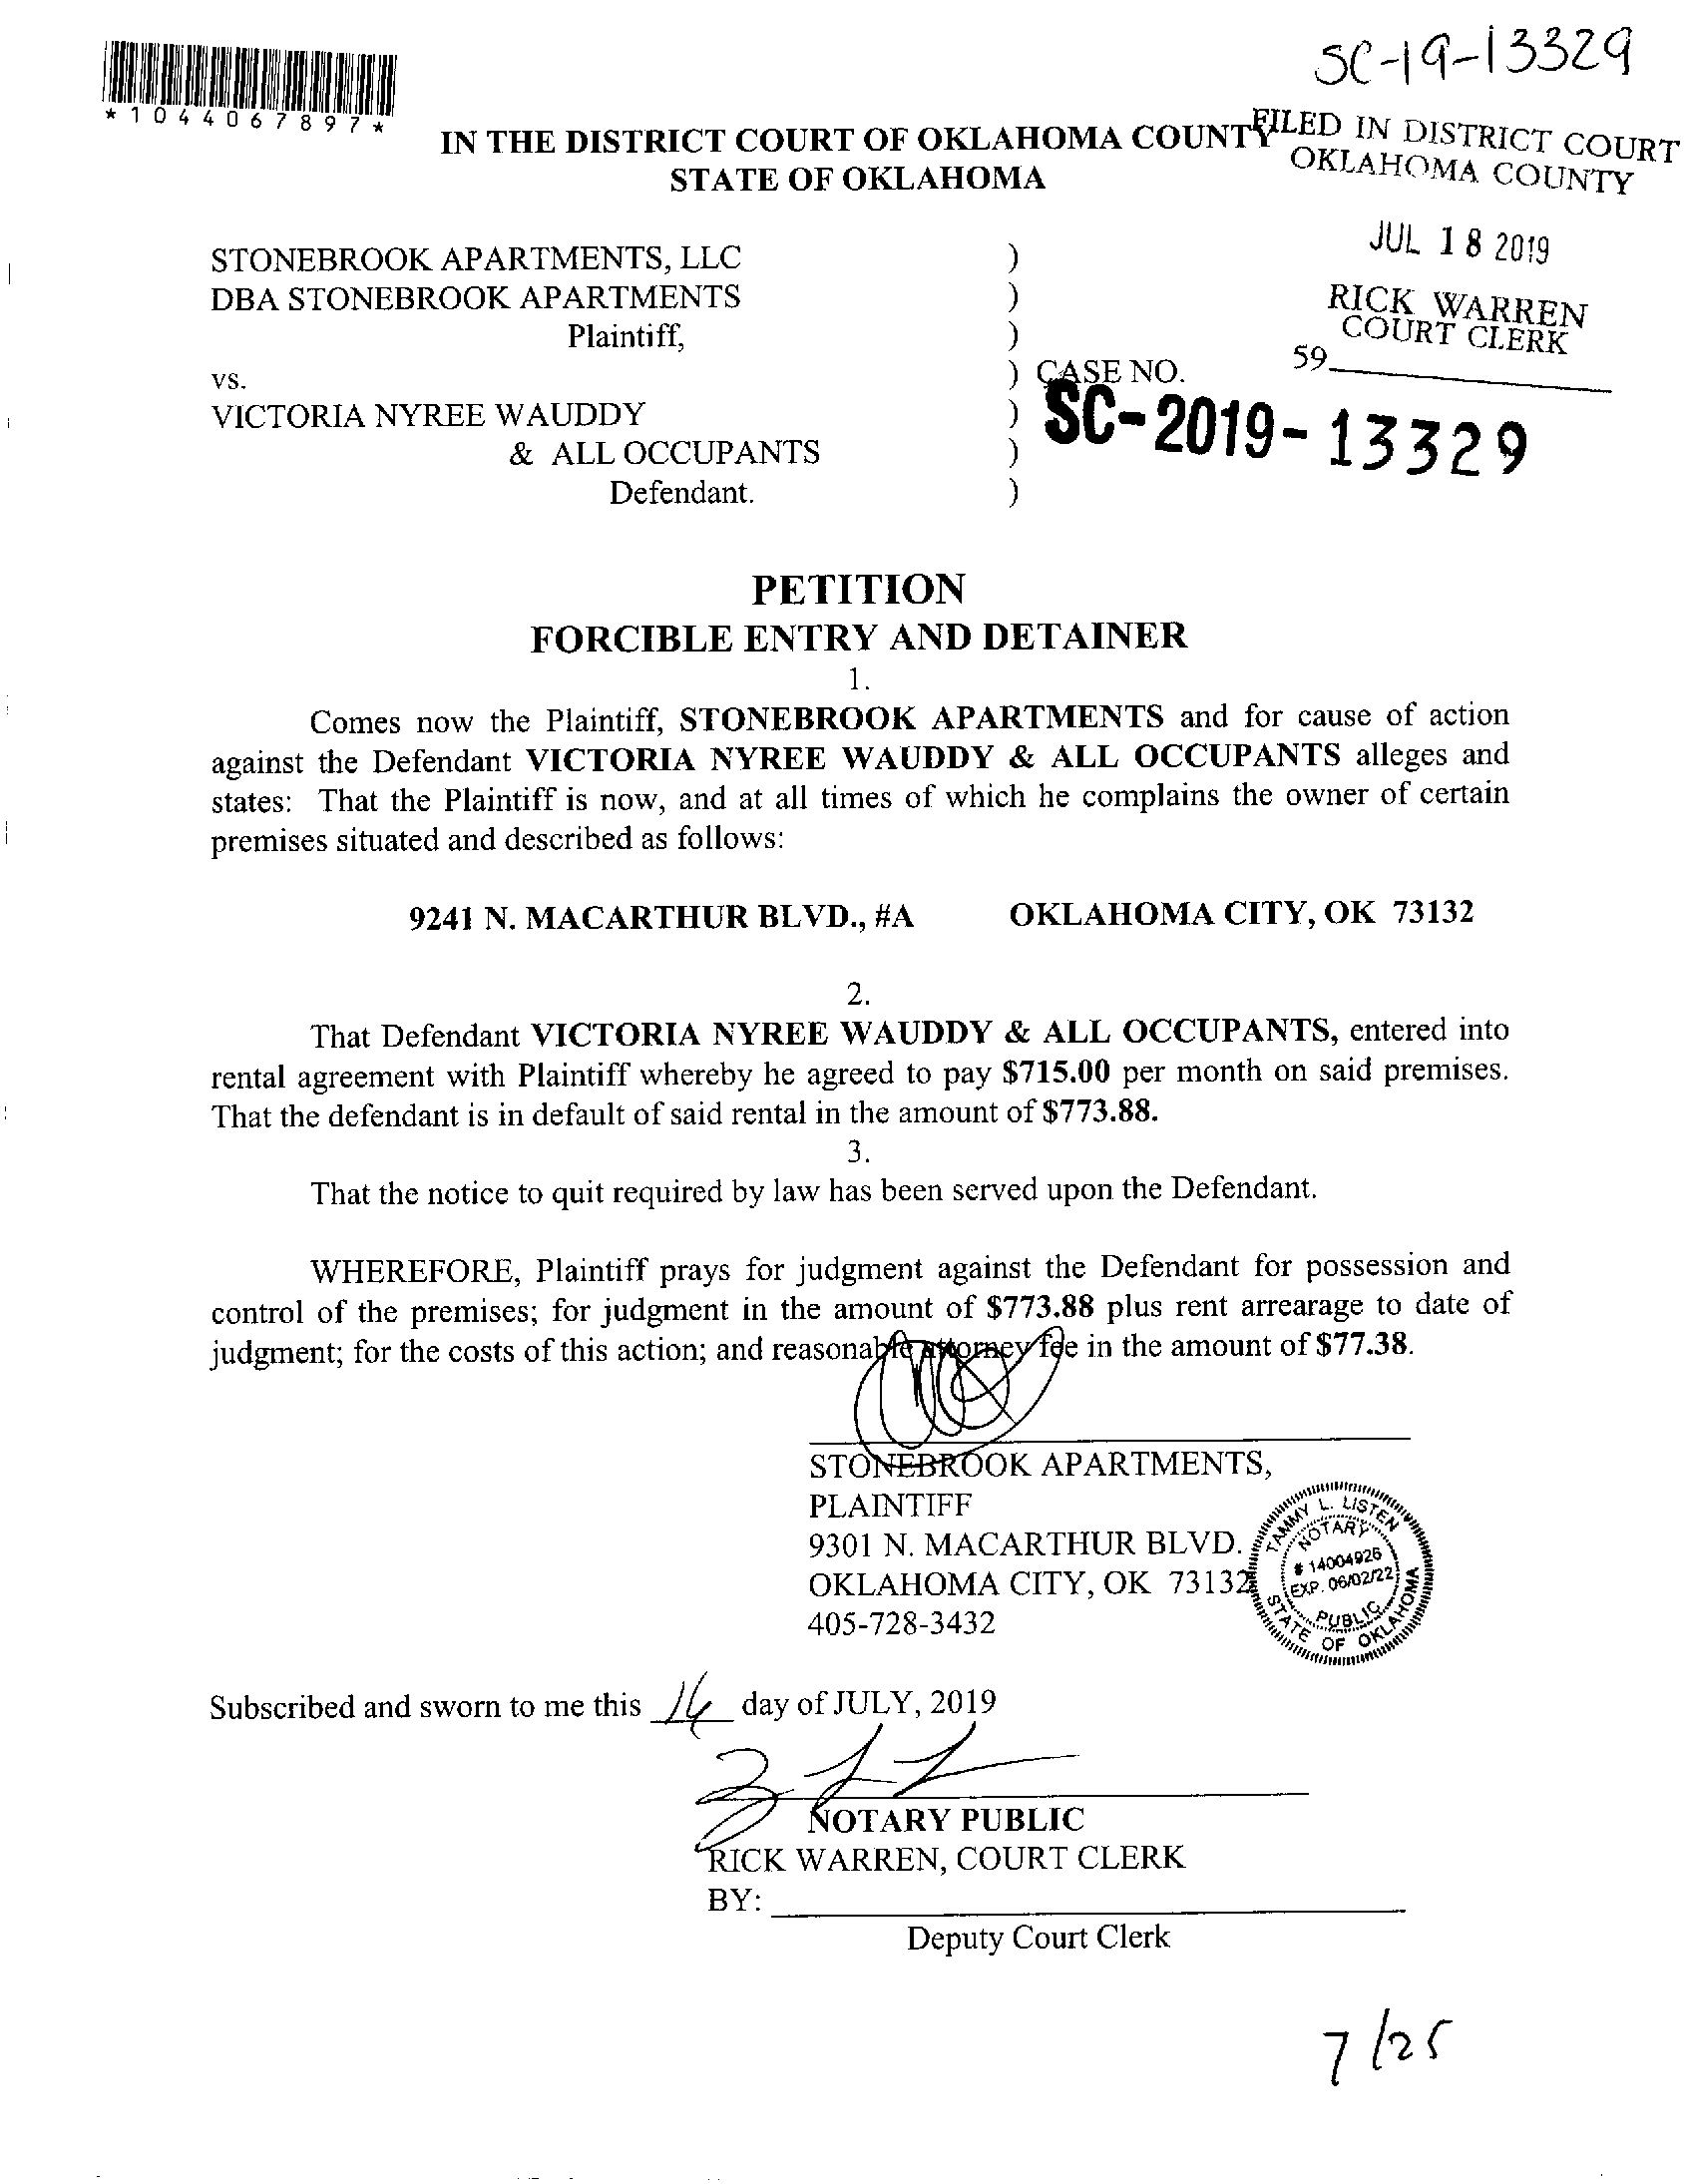 SC-19-13329
*1044067897*
IN THE DISTRICT COURT OF OKLAHOMA COUNTY
STATE OF OKLAHOMA
FILED IN DISTRICT COURT
OKLAHOMA COUNTY
JUL 18 2019
RICK WARREN
COURT CLERK
59
STONEBROOK APARTMENTS, LLC )
DBA STONEBROOK APARTMENTS )
Plaintiff, )
vs. ) CASE NO.
VICTORIA NYREE WAUDDY ) SC-2019-13329
& ALL OCCUPANTS )
Defendant. )
PETITION
FORCIBLE ENTRY AND DETAINER
1.
Comes now the Plaintiff, STONEBROOK APARTMENTS and for cause of action
against the Defendant VICTORIA NYREE WAUDDY & ALL OCCUPANTS alleges and
states: That the Plaintiff is now, and at all times of which he complains the owner of certain
premises situated and described as follows:
9241 N. MACARTHUR BLVD., #A OKLAHOMA CITY, OK 73132
2.
That Defendant VICTORIA NYREE WAUDDY & ALL OCCUPANTS, entered into
rental agreement with Plaintiff whereby he agreed to pay $715.00 per month on said premises.
That the defendant is in default of said rental in the amount of $773.88.
3.
That the notice to quit required by law has been served upon the Defendant.
WHEREFORE, Plaintiff prays for judgment against the Defendant for possession and
control of the premises; for judgment in the amount of $773.88 plus rent arrearage to date of
judgment; for the costs of this action; and reasonable attorney fee in the amount of $77.38.
STONEBROOK APARTMENTS,
PLAINTIFF
9301 N. MACARTHUR BLVD.
OKLAHOMA CITY, OK 73132
405-728-3432
TAMMY L. LISTEN
NOTARY
# 14004926
EXP. 06/02/22
PUBLIC
STATE OF OKLAHOMA
Subscribed and sworn to me this day of JULY, 2019
NOTARY PUBLIC
RICK WARREN, COURT CLERK
BY:
Deputy Court Clerk
7/25